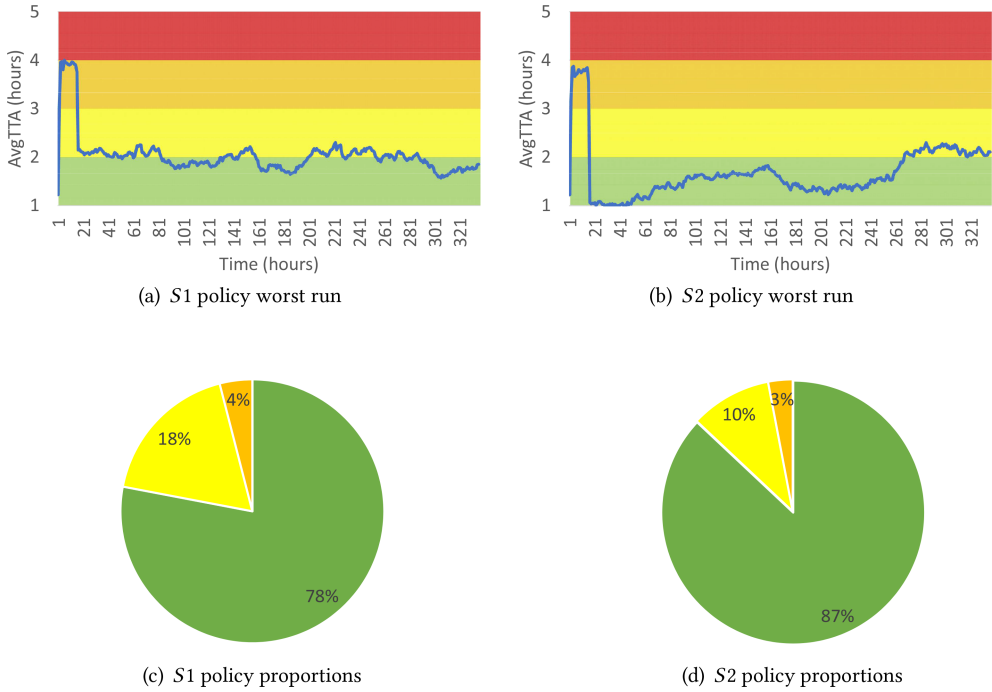 5
4
3
2
1
AvgTTA (hours)
1 21 41 61 81 101 121 141 161 181 201 221 241 261 281 301 321
Time (hours)
(a) S1 policy worst run
5
4
3
2
1
AvgTTA (hours)
1 21 41 61 81 101 121 141 161 181 201 221 241 261 281 301 321
Time (hours)
(b) S2 policy worst run
4%
18%
78%
(c) S1 policy proportions
3%
10%
87%
(d) S2 policy proportions